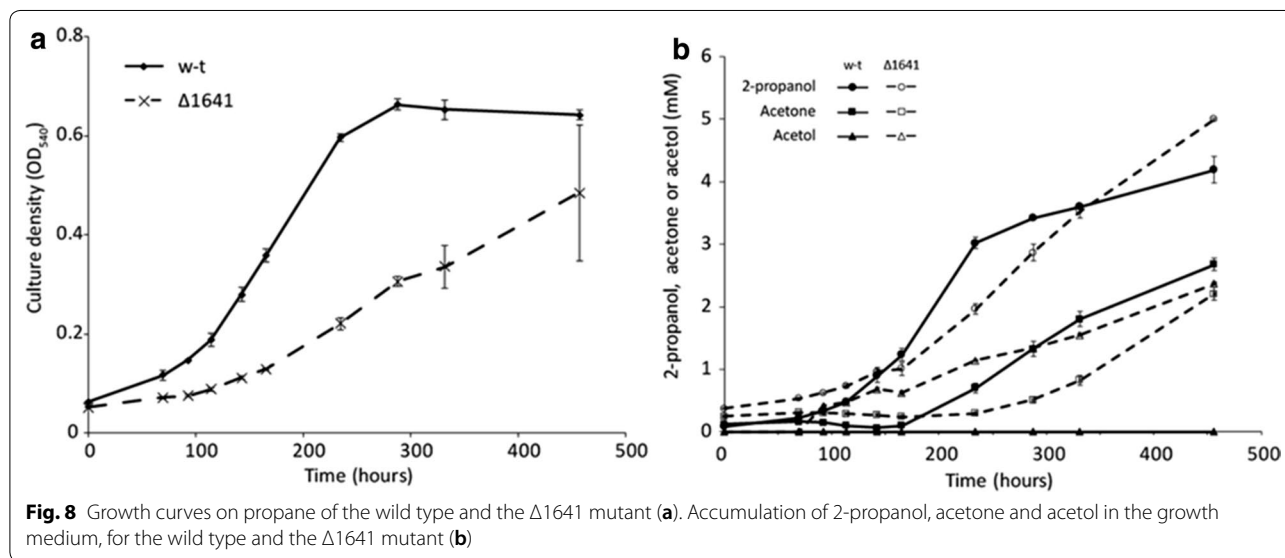 a
0.8
0.6
0.4
0.2
0
Culture density (OD₅₄₀)
w-t
Δ1641
0 100 200 300 400 500
Time (hours)
b
6
5
4
3
2
1
0
2-propanol, acetone or acetol (mM)
w-t Δ1641
2-propanol
Acetone
Acetol
0 100 200 300 400 500
Time (hours)
Fig. 8 Growth curves on propane of the wild type and the Δ1641 mutant (a). Accumulation of 2-propanol, acetone and acetol in the growth
medium, for the wild type and the Δ1641 mutant (b)